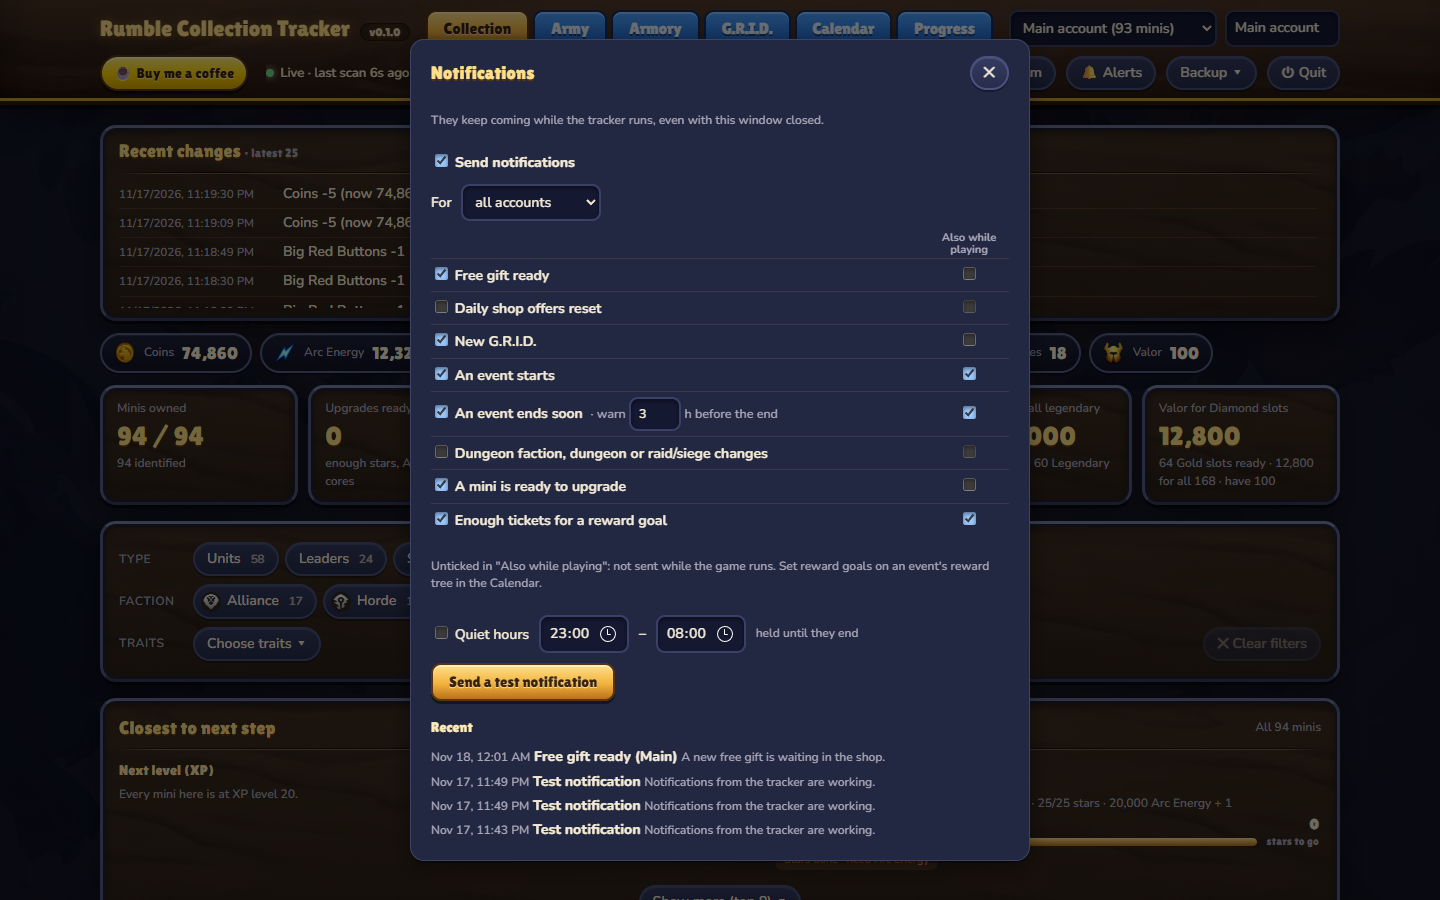 Rumble Collection Tracker v0.1.0 Collection Army Armory G.R.I.D. Calendar Progress Main account (93 minis) Main account
Buy me a coffee Live · last scan 6s ago Alerts Backup Quit
Notifications
They keep coming while the tracker runs, even with this window closed.
Send notifications
For all accounts
Also while
playing
Free gift ready
Daily shop offers reset
New G.R.I.D.
An event starts
An event ends soon · warn 3 h before the end
Dungeon faction, dungeon or raid/siege changes
A mini is ready to upgrade
Enough tickets for a reward goal
Unticked in "Also while playing": not sent while the game runs. Set reward goals on an event's reward
tree in the Calendar.
Quiet hours 23:00 – 08:00 held until they end
Send a test notification
Recent
Nov 18, 12:01 AM Free gift ready (Main) A new free gift is waiting in the shop.
Nov 17, 11:49 PM Test notification Notifications from the tracker are working.
Nov 17, 11:49 PM Test notification Notifications from the tracker are working.
Nov 17, 11:43 PM Test notification Notifications from the tracker are working.
Recent changes · latest 25
11/17/2026, 11:19:30 PM Coins -5 (now 74,86
11/17/2026, 11:19:09 PM Coins -5 (now 74,86
11/17/2026, 11:18:49 PM Big Red Buttons -1
11/17/2026, 11:18:30 PM Big Red Buttons -1
Coins 74,860 Arc Energy 12,32 18 Valor 100
Minis owned
94 / 94
94 identified
Upgrades ready
0
enough stars, A
cores
all legendary
000
60 Legendary
Valor for Diamond slots
12,800
64 Gold slots ready · 12,800
for all 168 · have 100
TYPE Units 58 Leaders 24
FACTION Alliance 17 Horde
TRAITS Choose traits Clear filters
Closest to next step All 94 minis
Next level (XP)
Every mini here is at XP level 20.
· 25/25 stars · 20,000 Arc Energy + 1
0
stars to go